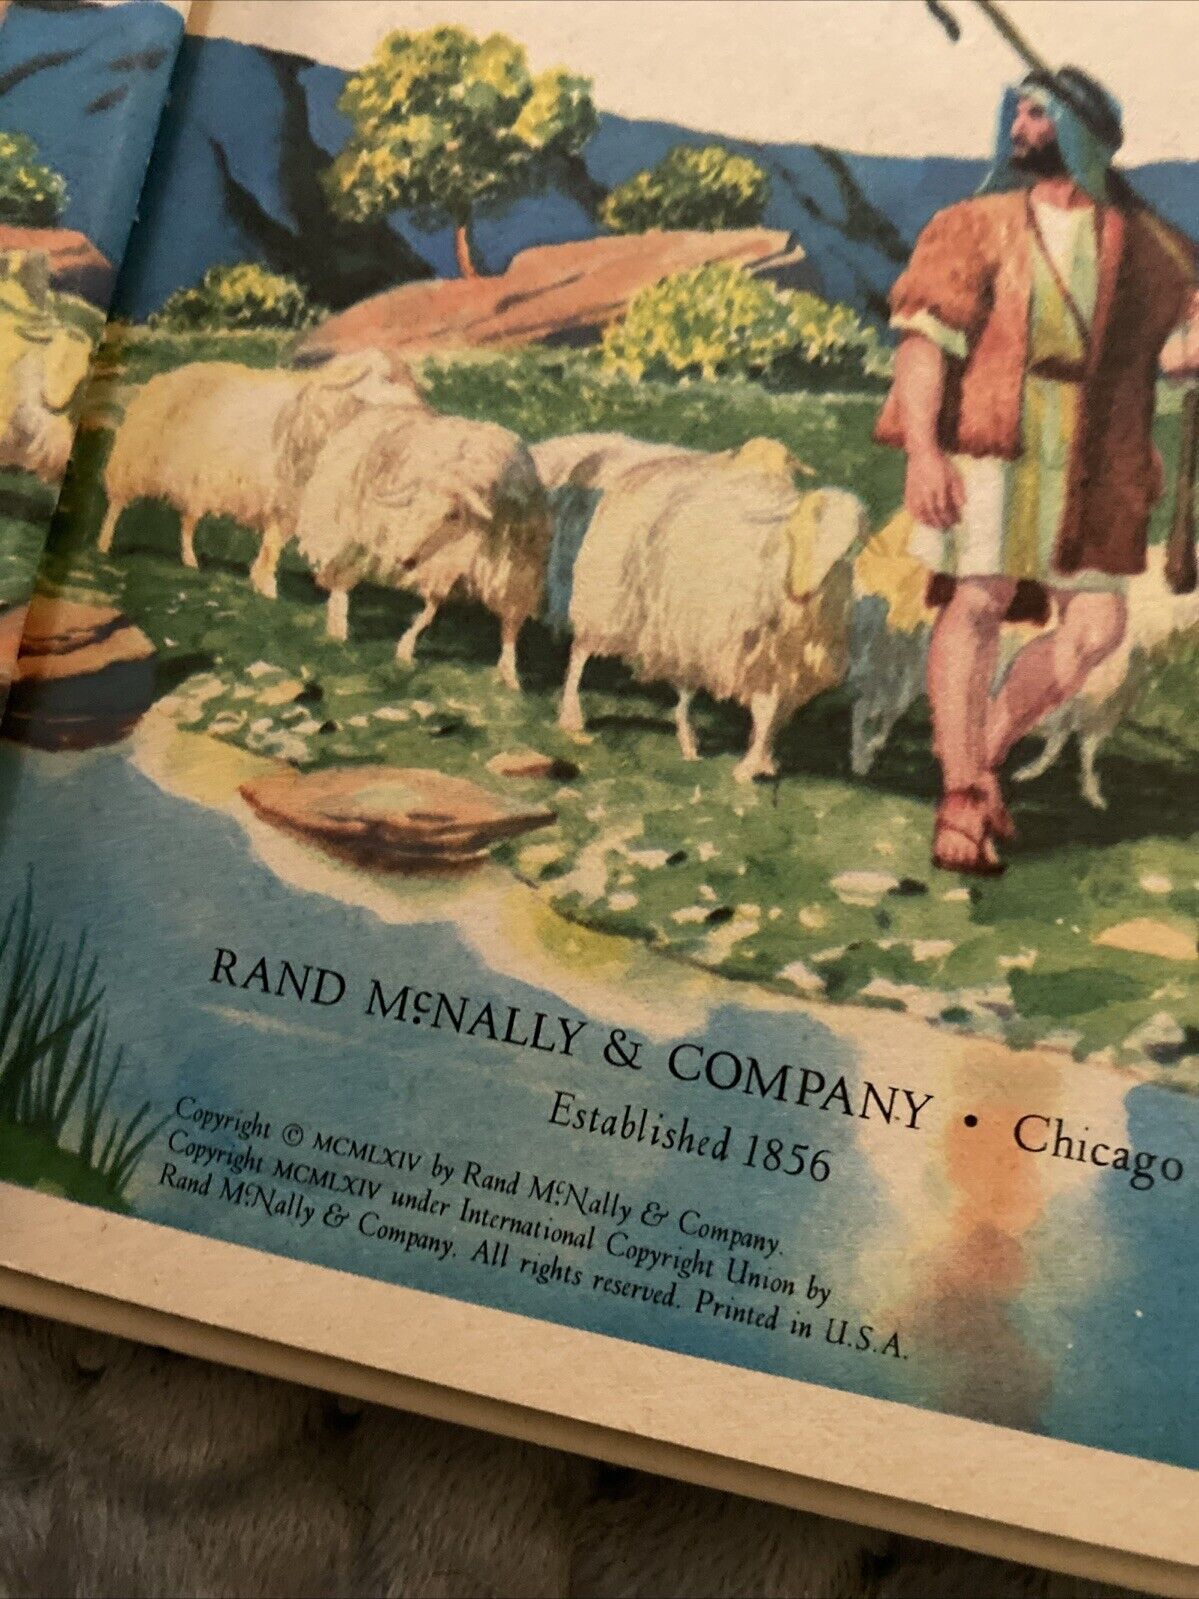 RAND McNALLY & COMPANY • Chicago
Established 1856
Copyright © MCMLXIV by Rand McNally & Company.
Copyright MCMLXIV under International Copyright Union by
Rand McNally & Company. All rights reserved. Printed in U.S.A.